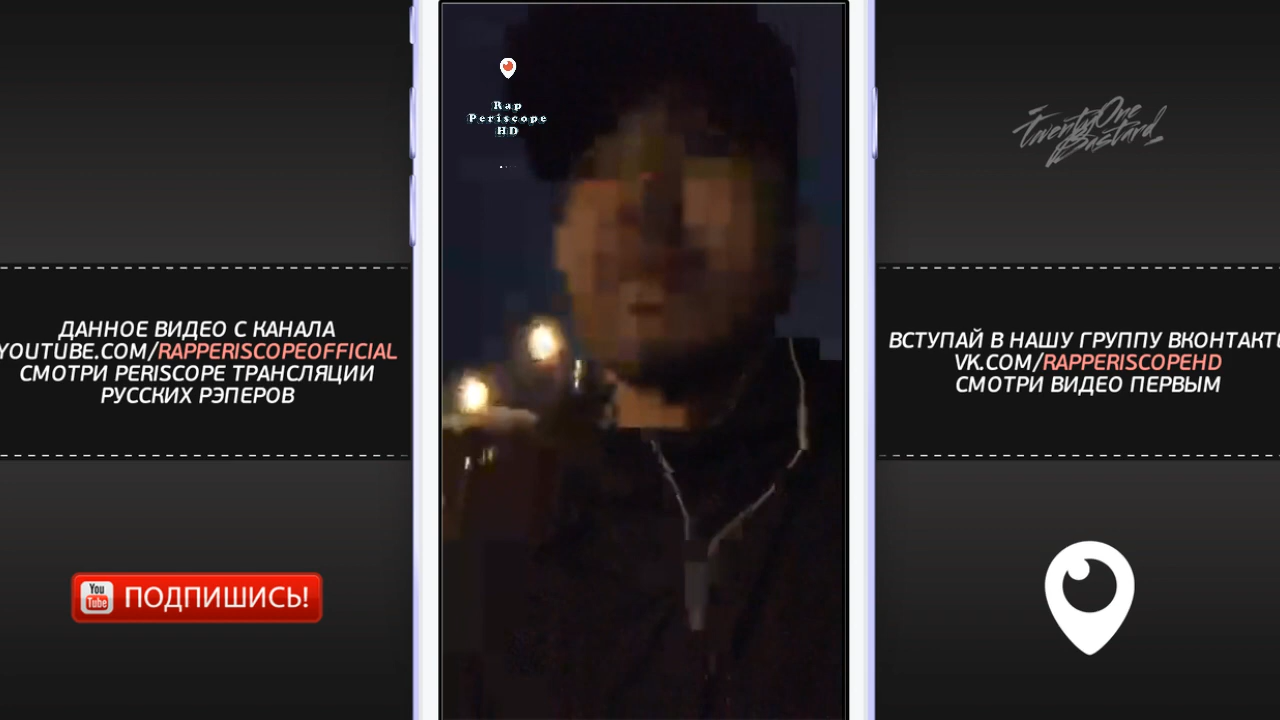 Rap
Periscope
HD
TwentyOne
Bastard
ДАННОЕ ВИДЕО С КАНАЛА
YOUTUBE.COM/RAPPERISCOPEOFFICIAL
СМОТРИ PERISCOPE ТРАНСЛЯЦИИ
РУССКИХ РЭПЕРОВ
ВСТУПАЙ В НАШУ ГРУППУ ВКОНТАКТЕ
VK.COM/RAPPERISCOPEHD
СМОТРИ ВИДЕО ПЕРВЫМ
You
Tube
ПОДПИШИСЬ!